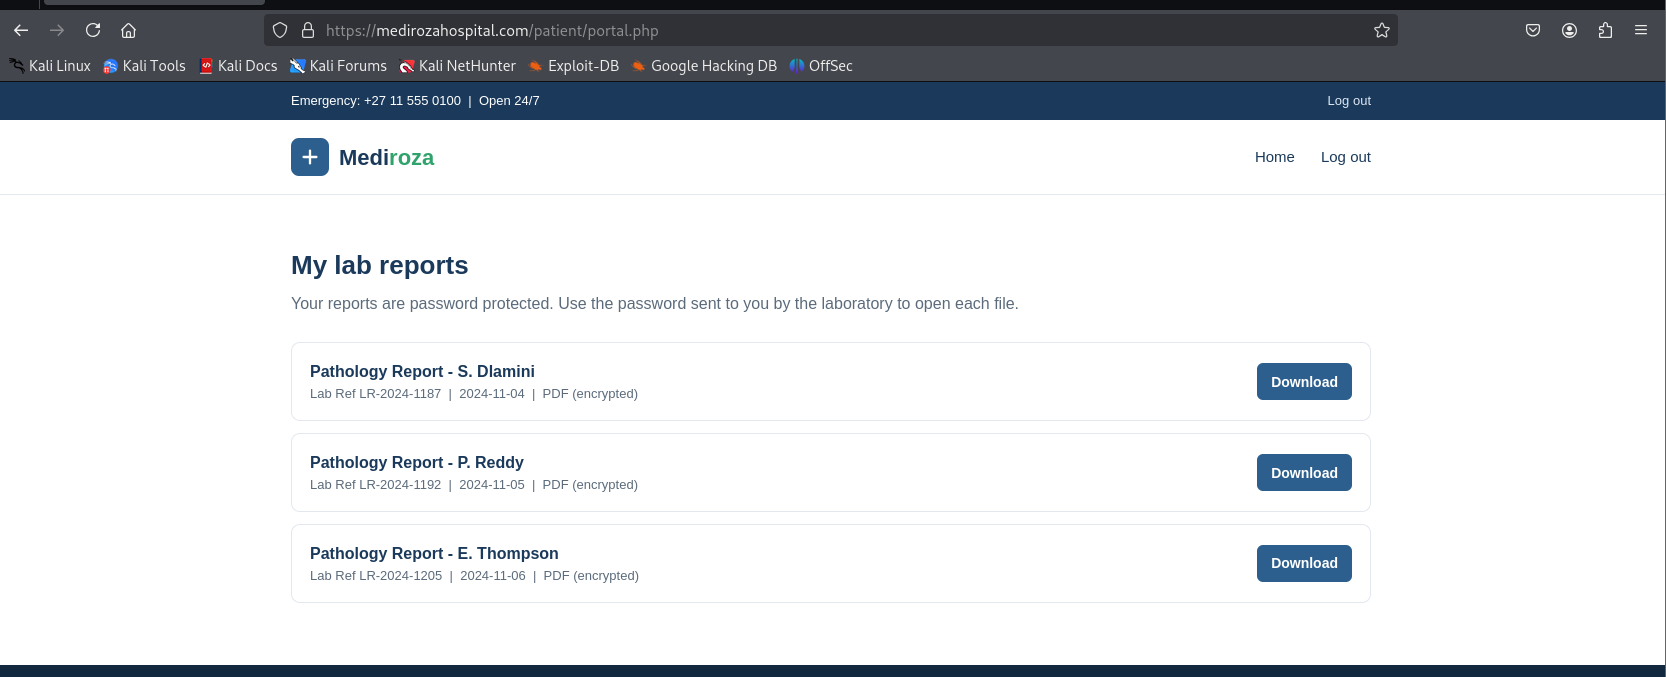 https://medirozahospital.com/patient/portal.php
Kali Linux Kali Tools Kali Docs Kali Forums Kali NetHunter Exploit-DB Google Hacking DB OffSec
Emergency: +27 11 555 0100 | Open 24/7 Log out
Mediroza Home Log out
My lab reports
Your reports are password protected. Use the password sent to you by the laboratory to open each file.
Pathology Report - S. Dlamini
Lab Ref LR-2024-1187 | 2024-11-04 | PDF (encrypted)
Download
Pathology Report - P. Reddy
Lab Ref LR-2024-1192 | 2024-11-05 | PDF (encrypted)
Download
Pathology Report - E. Thompson
Lab Ref LR-2024-1205 | 2024-11-06 | PDF (encrypted)
Download